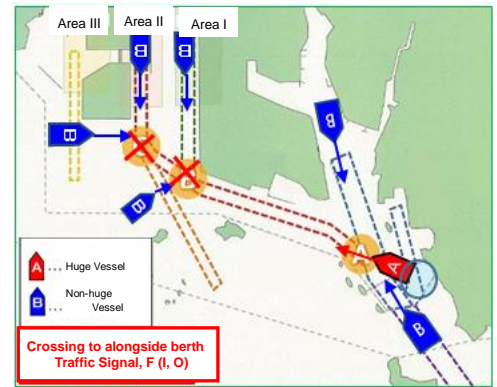 Area III
Area II
Area I
B
B
B
B
B
A
A
B
A ... Huge Vessel
B ... Non-huge
Vessel
Crossing to alongside berth
Traffic Signal, F (I, O)